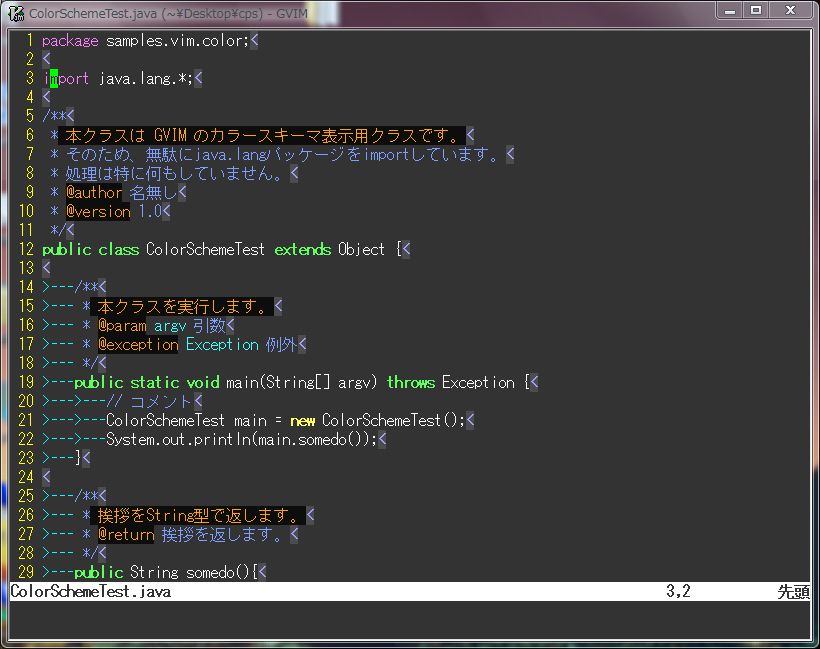 ColorSchemeTest.java (~¥Desktop¥cps) - GVIM
1 package samples.vim.color;<
2 <
3 import java.lang.*;<
4 <
5 /**<
6  * 本クラスは GVIM のカラースキーマ表示用クラスです。<
7  * そのため、無駄にjava.langパッケージをimportしています。<
8  * 処理は特に何もしていません。<
9  * @author 名無し<
10  * @version 1.0<
11  */<
12 public class ColorSchemeTest extends Object {<
13 <
14 >---/**<
15 >--- * 本クラスを実行します。<
16 >--- * @param argv 引数<
17 >--- * @exception Exception 例外<
18 >--- */<
19 >---public static void main(String[] argv) throws Exception {<
20 >--->---// コメント<
21 >--->---ColorSchemeTest main = new ColorSchemeTest();<
22 >--->---System.out.println(main.somedo());<
23 >---}<
24 <
25 >---/**<
26 >--- * 挨拶をString型で返します。<
27 >--- * @return 挨拶を返します。<
28 >--- */<
29 >---public String somedo(){<
ColorSchemeTest.java 3,2 先頭